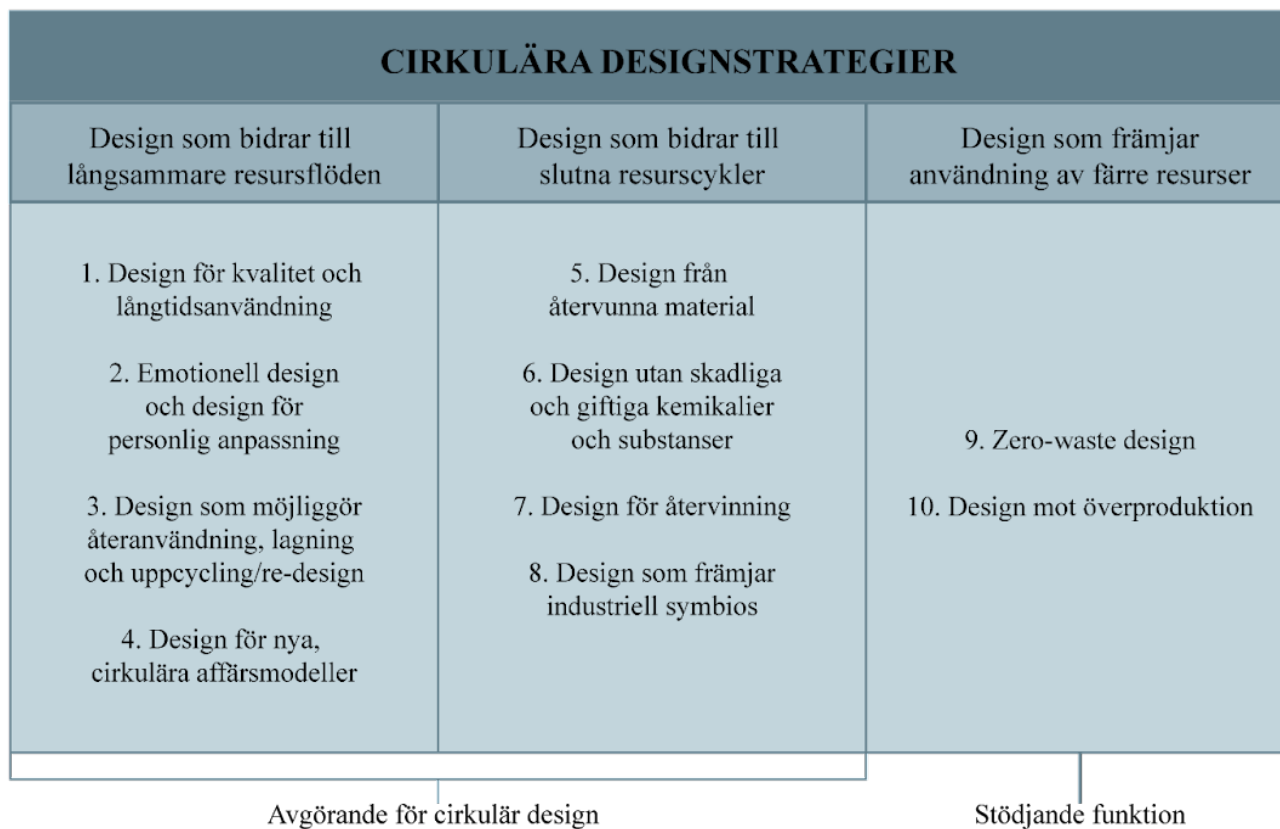 CIRKULÄRA DESIGNSTRATEGIER
Design som bidrar till
långsammare resursflöden
Design som bidrar till
slutna resurscykler
Design som främjar
användning av färre resurser
1. Design för kvalitet och
långtidsanvändning
2. Emotionell design
och design för
personlig anpassning
3. Design som möjliggör
återanvändning, lagning
och uppcycling/re-design
4. Design för nya,
cirkulära affärsmodeller
5. Design från
återvunna material
6. Design utan skadliga
och giftiga kemikalier
och substanser
7. Design för återvinning
8. Design som främjar
industriell symbios
9. Zero-waste design
10. Design mot överproduktion
Avgörande för cirkulär design
Stödjande funktion